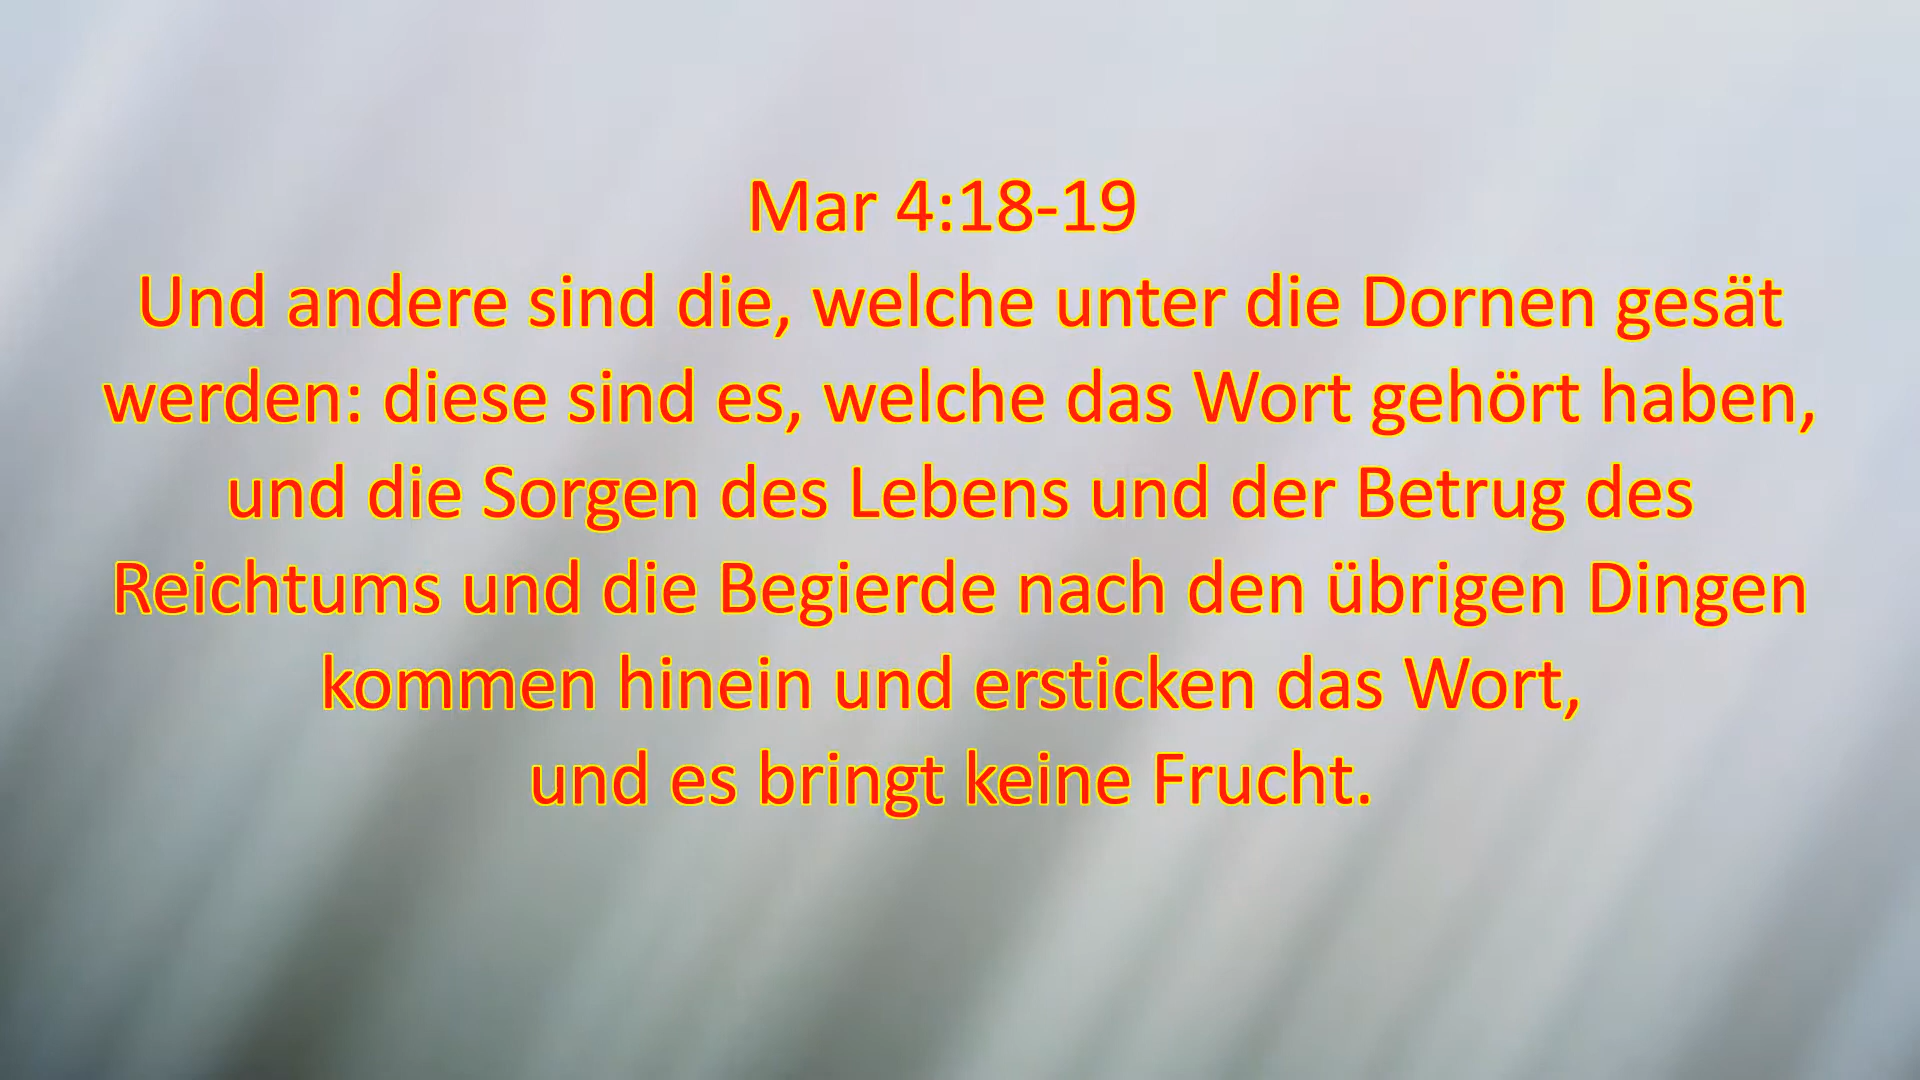 Mar 4:18-19
Und andere sind die, welche unter die Dornen gesät
werden: diese sind es, welche das Wort gehört haben,
und die Sorgen des Lebens und der Betrug des
Reichtums und die Begierde nach den übrigen Dingen
kommen hinein und ersticken das Wort,
und es bringt keine Frucht.